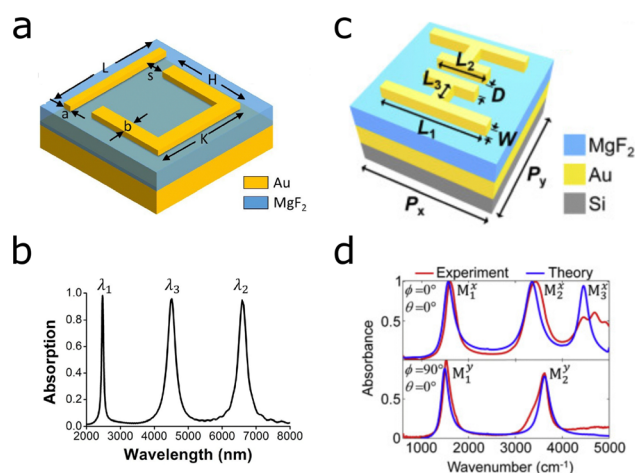 a
L
s
H
a
b
K
Au
MgF₂
b
λ₁ λ₃ λ₂
Absorption
1.0
0.8
0.6
0.4
0.2
0.0
2000 3000 4000 5000 6000 7000 8000
Wavelength (nm)
c
L₂
L₃
D
L₁
W
Pₓ
Pᵧ
MgF₂
Au
Si
d
Experiment Theory
ϕ=0°
θ=0°
M₁ˣ M₂ˣ M₃ˣ
1
0.5
ϕ=90°
θ=0°
M₁ʸ M₂ʸ
1
0.5
Absorbance
1000 2000 3000 4000 5000
Wavenumber (cm⁻¹)